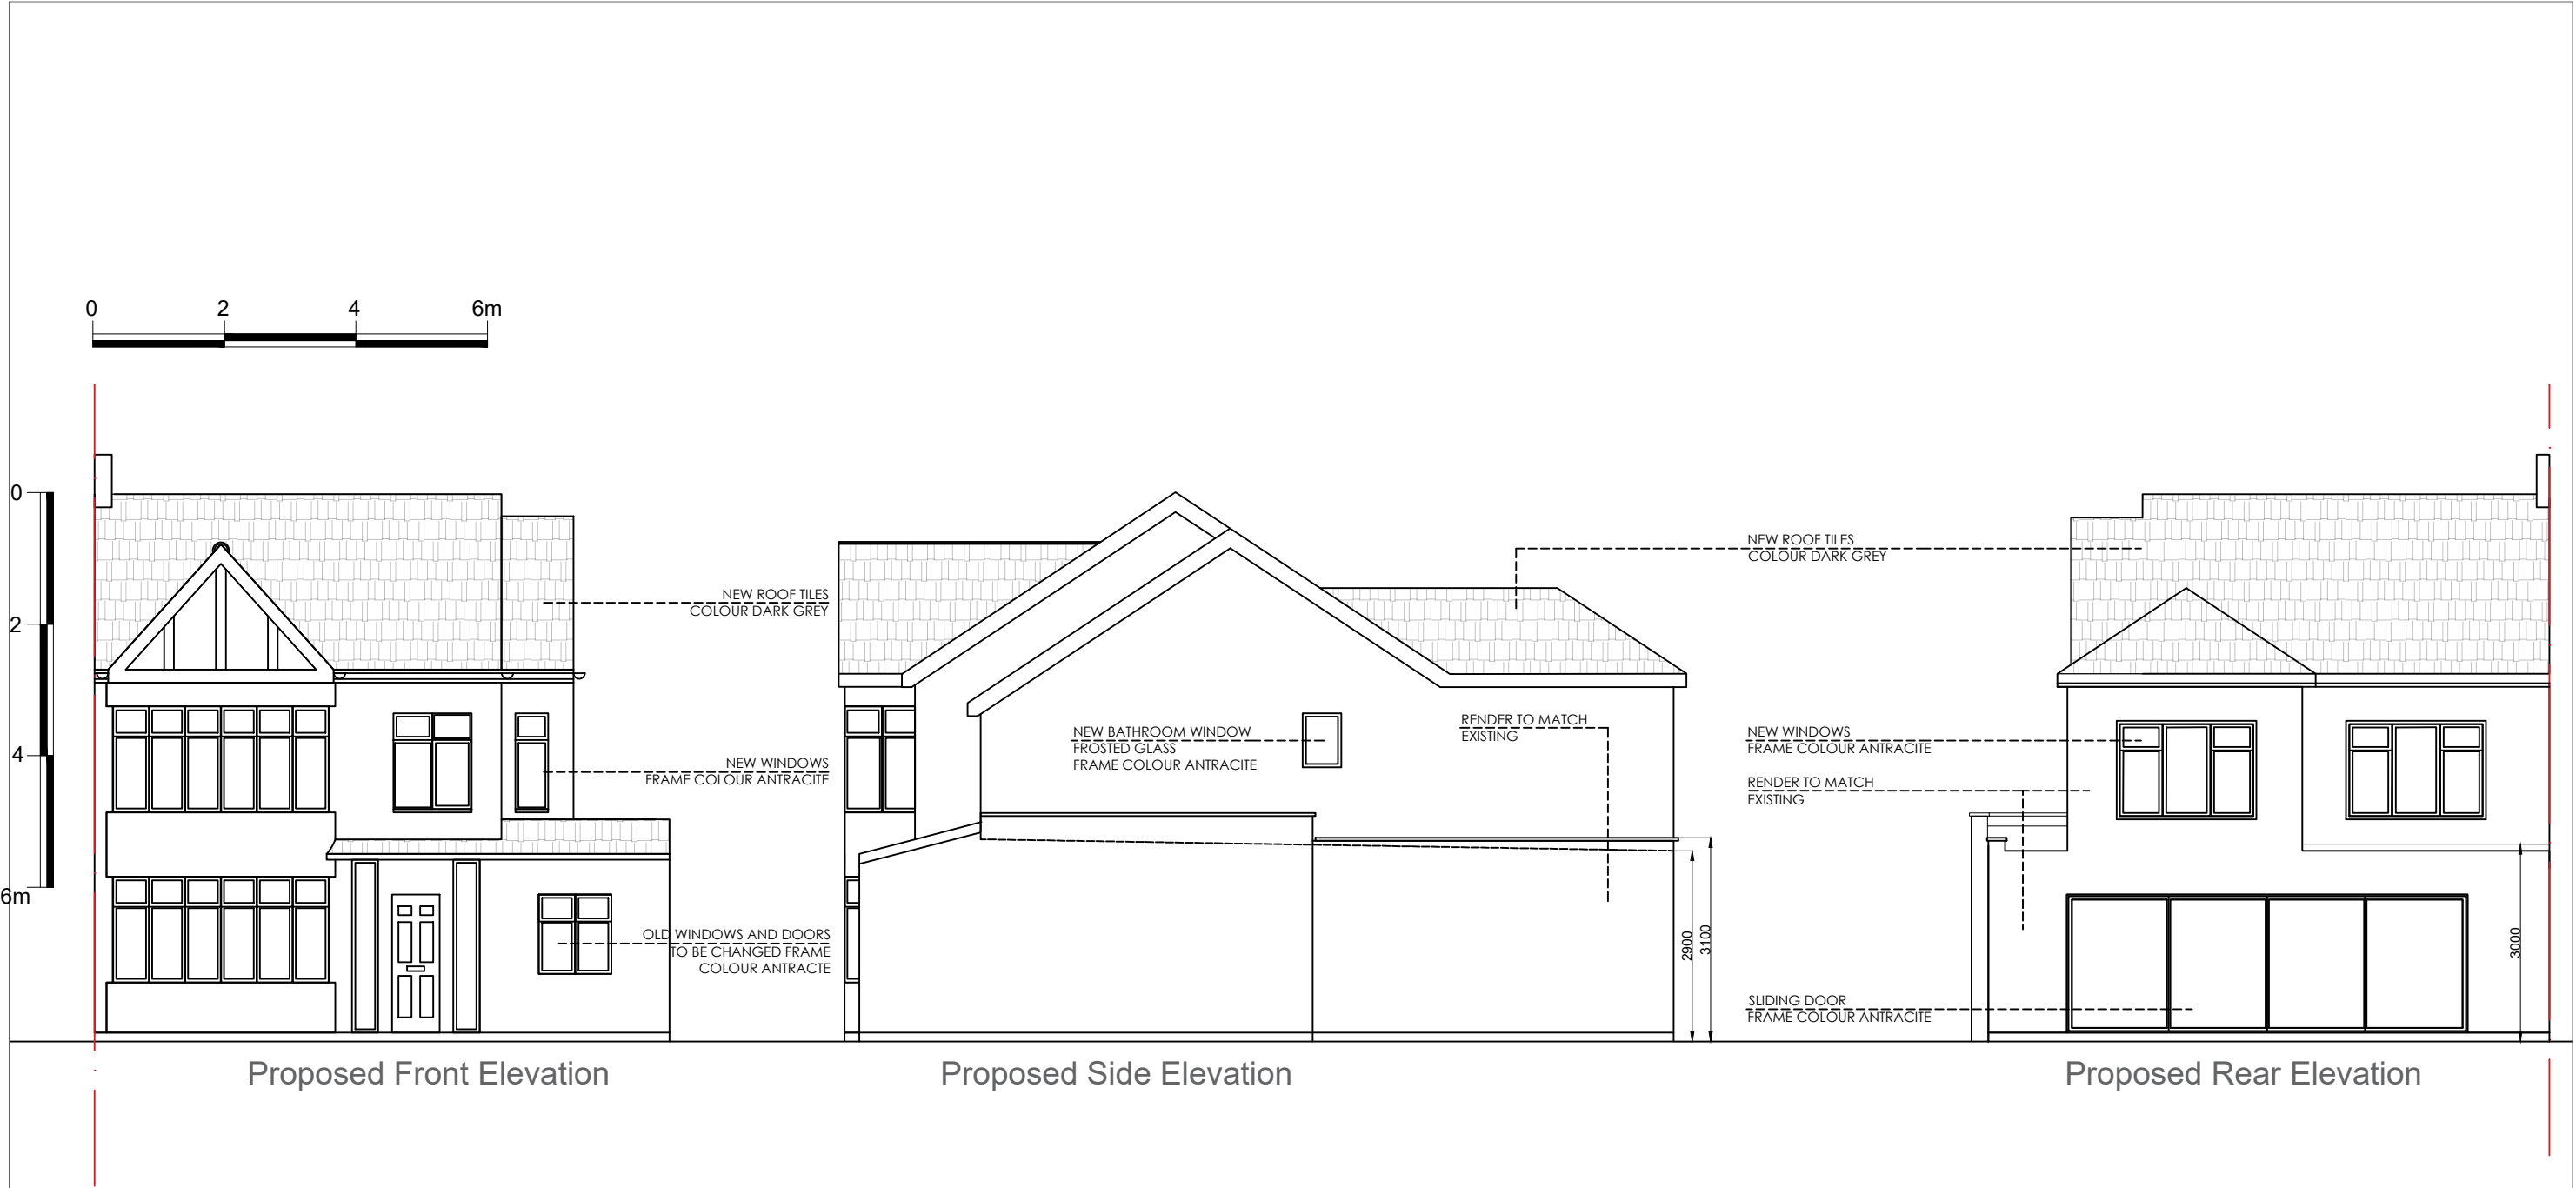 0 2 4 6m
0
2
4
6m
NEW ROOF TILES
COLOUR DARK GREY
NEW WINDOWS
FRAME COLOUR ANTRACITE
OLD WINDOWS AND DOORS
TO BE CHANGED FRAME
COLOUR ANTRACTE
Proposed Front Elevation
NEW BATHROOM WINDOW
FROSTED GLASS
FRAME COLOUR ANTRACITE
RENDER TO MATCH
EXISTING
2900
3100
Proposed Side Elevation
NEW ROOF TILES
COLOUR DARK GREY
NEW WINDOWS
FRAME COLOUR ANTRACITE
RENDER TO MATCH
EXISTING
SLIDING DOOR
FRAME COLOUR ANTRACITE
3000
Proposed Rear Elevation